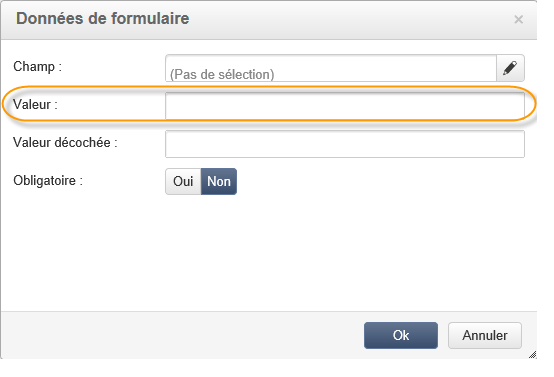 Données de formulaire ×
Champ : (Pas de sélection)
Valeur :
Valeur décochée :
Obligatoire : Oui Non
Ok Annuler